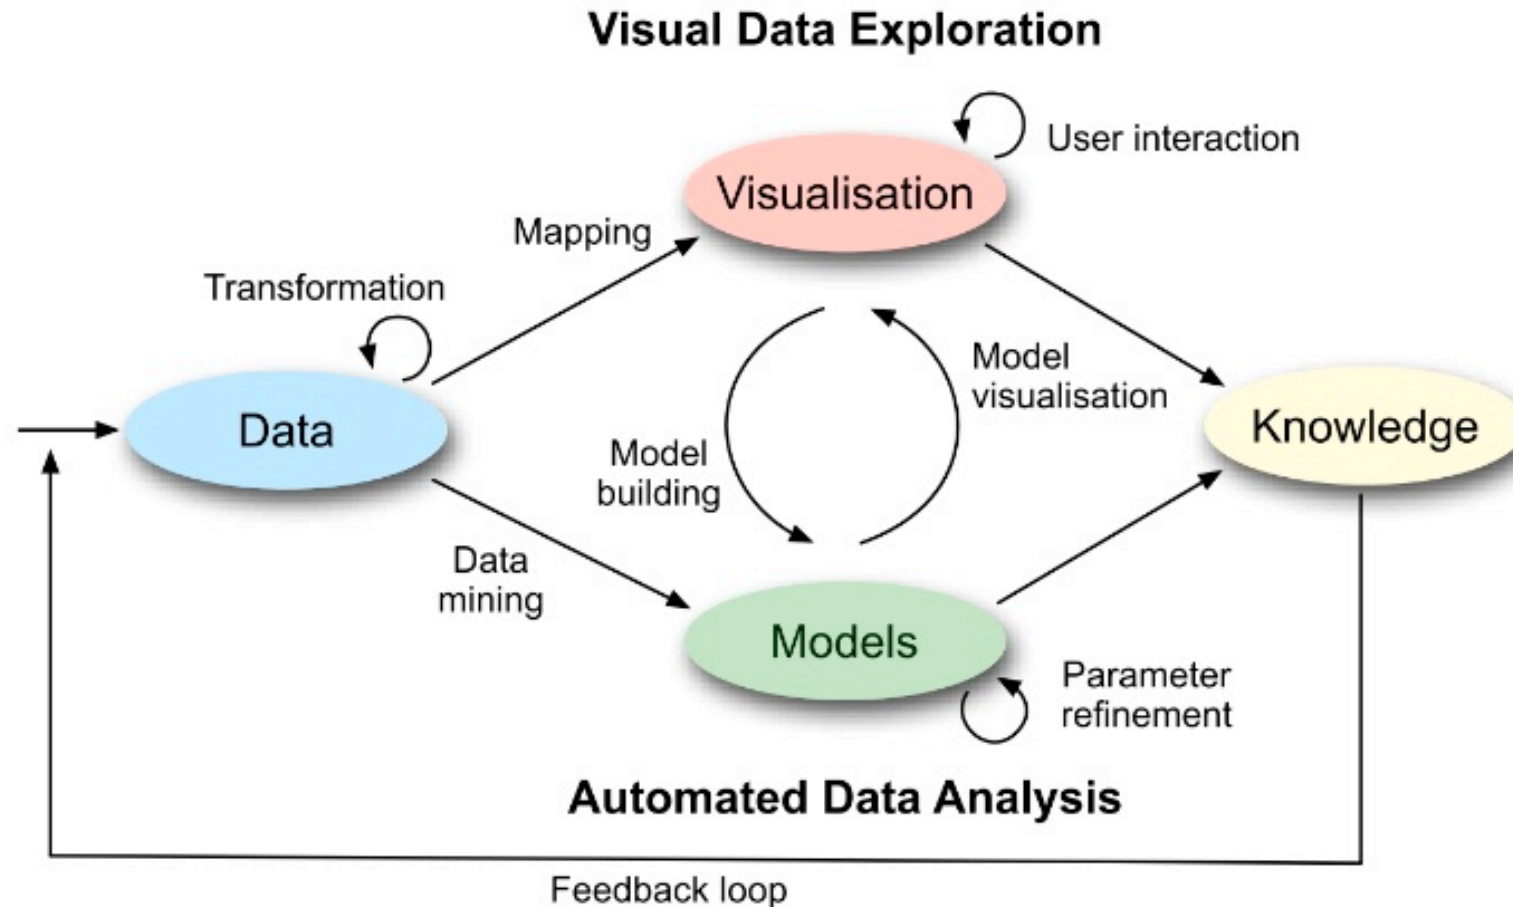 Visual Data Exploration
User interaction
Visualisation
Mapping
Transformation
Model
visualisation
Data
Knowledge
Model
building
Data
mining
Models
Parameter
refinement
Automated Data Analysis
Feedback loop